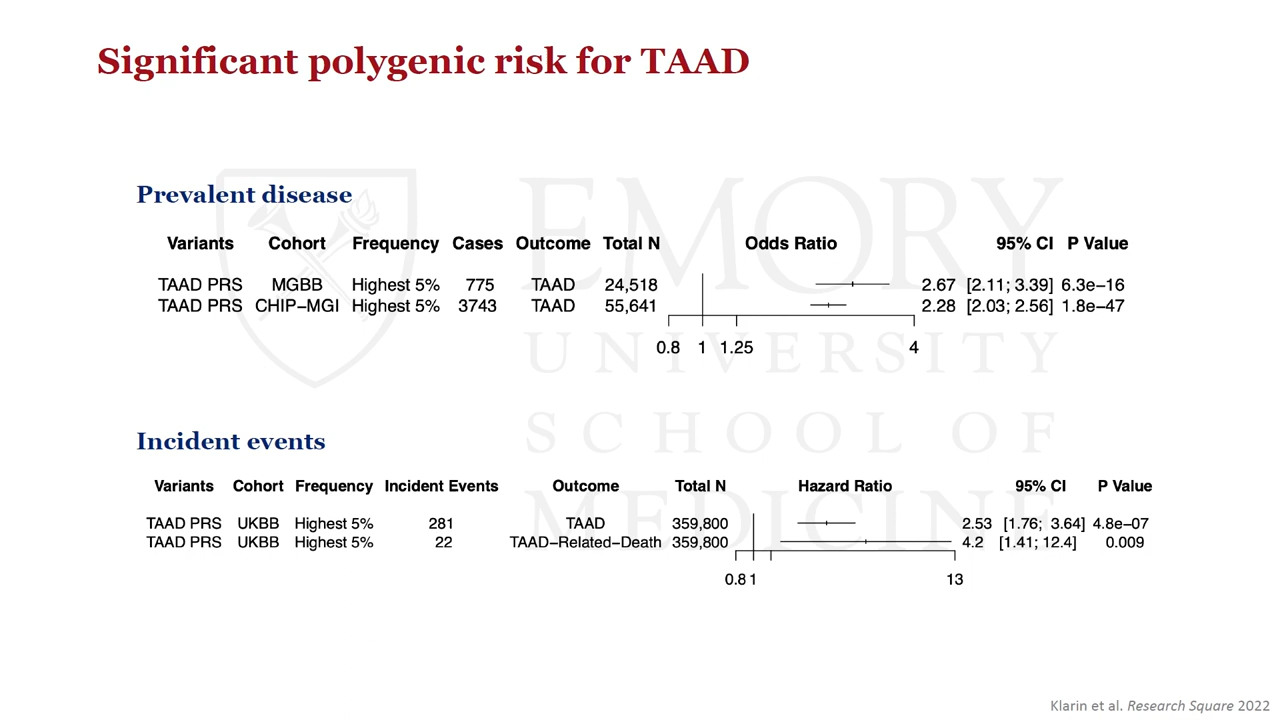 Significant polygenic risk for TAAD
Prevalent disease
Variants Cohort Frequency Cases Outcome Total N Odds Ratio 95% CI P Value
TAAD PRS MGBB Highest 5% 775 TAAD 24,518 2.67 [2.11; 3.39] 6.3e−16
TAAD PRS CHIP−MGI Highest 5% 3743 TAAD 55,641 2.28 [2.03; 2.56] 1.8e−47
0.8 1 1.25 4
Incident events
Variants Cohort Frequency Incident Events Outcome Total N Hazard Ratio 95% CI P Value
TAAD PRS UKBB Highest 5% 281 TAAD 359,800 2.53 [1.76; 3.64] 4.8e−07
TAAD PRS UKBB Highest 5% 22 TAAD−Related−Death 359,800 4.2 [1.41; 12.4] 0.009
0.8 1 13
EMORY
UNIVERSITY
SCHOOL OF
MEDICINE
Klarin et al. Research Square 2022